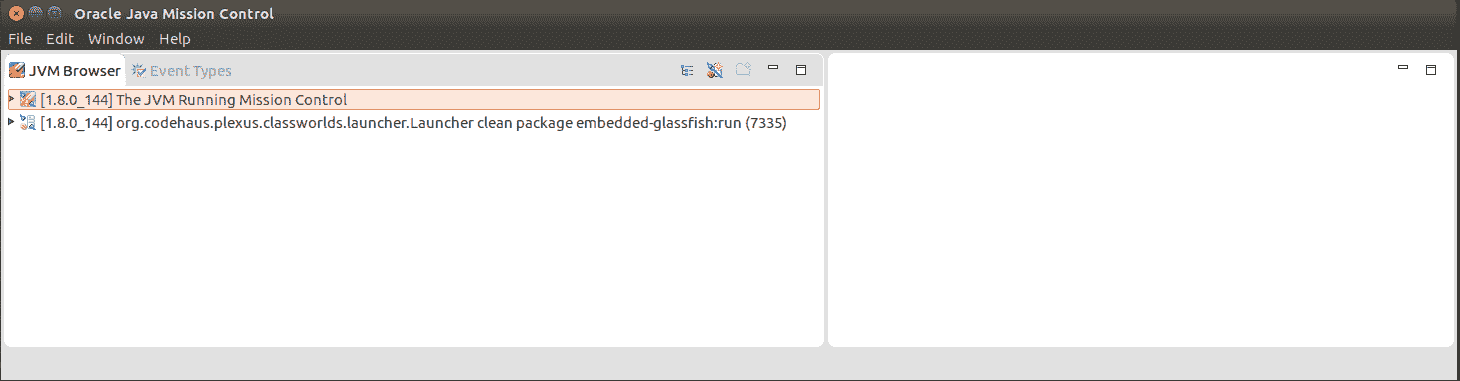 Oracle Java Mission Control
File Edit Window Help
JVM Browser Event Types
[1.8.0_144] The JVM Running Mission Control
[1.8.0_144] org.codehaus.plexus.classworlds.launcher.Launcher clean package embedded-glassfish:run (7335)